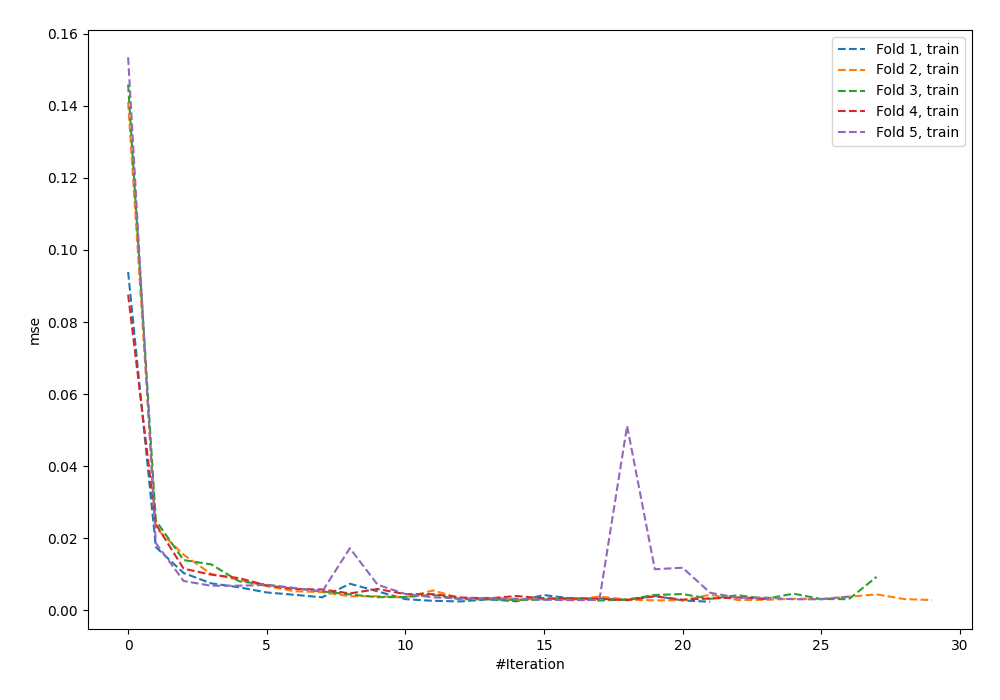 0.16
0.14
0.12
0.10
0.08
0.06
0.04
0.02
0.00
mse
0 5 10 15 20 25 30
#Iteration
Fold 1, train
Fold 2, train
Fold 3, train
Fold 4, train
Fold 5, train